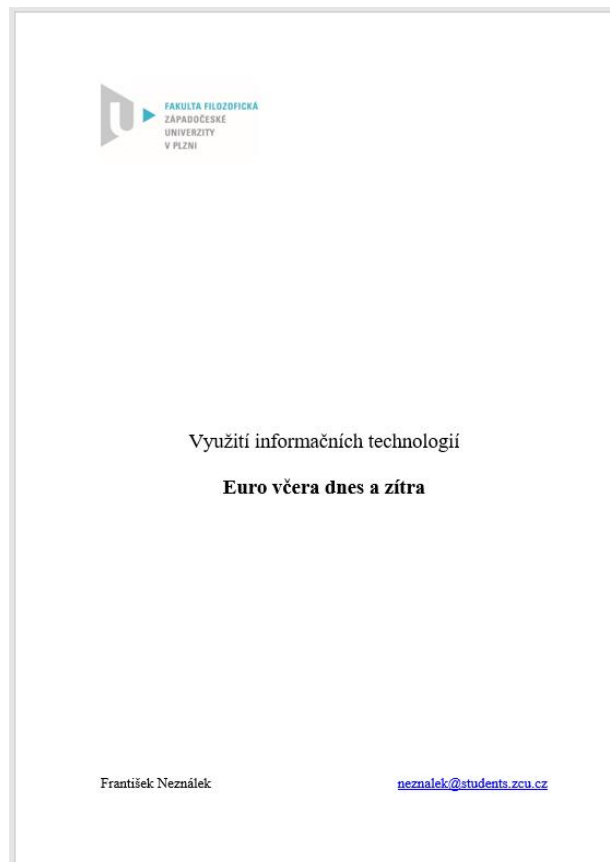 FAKULTA FILOZOFICKÁ
ZÁPADOČESKÉ
UNIVERZITY
V PLZNI
Využití informačních technologií
Euro včera dnes a zítra
František Neználek neznalek@students.zcu.cz